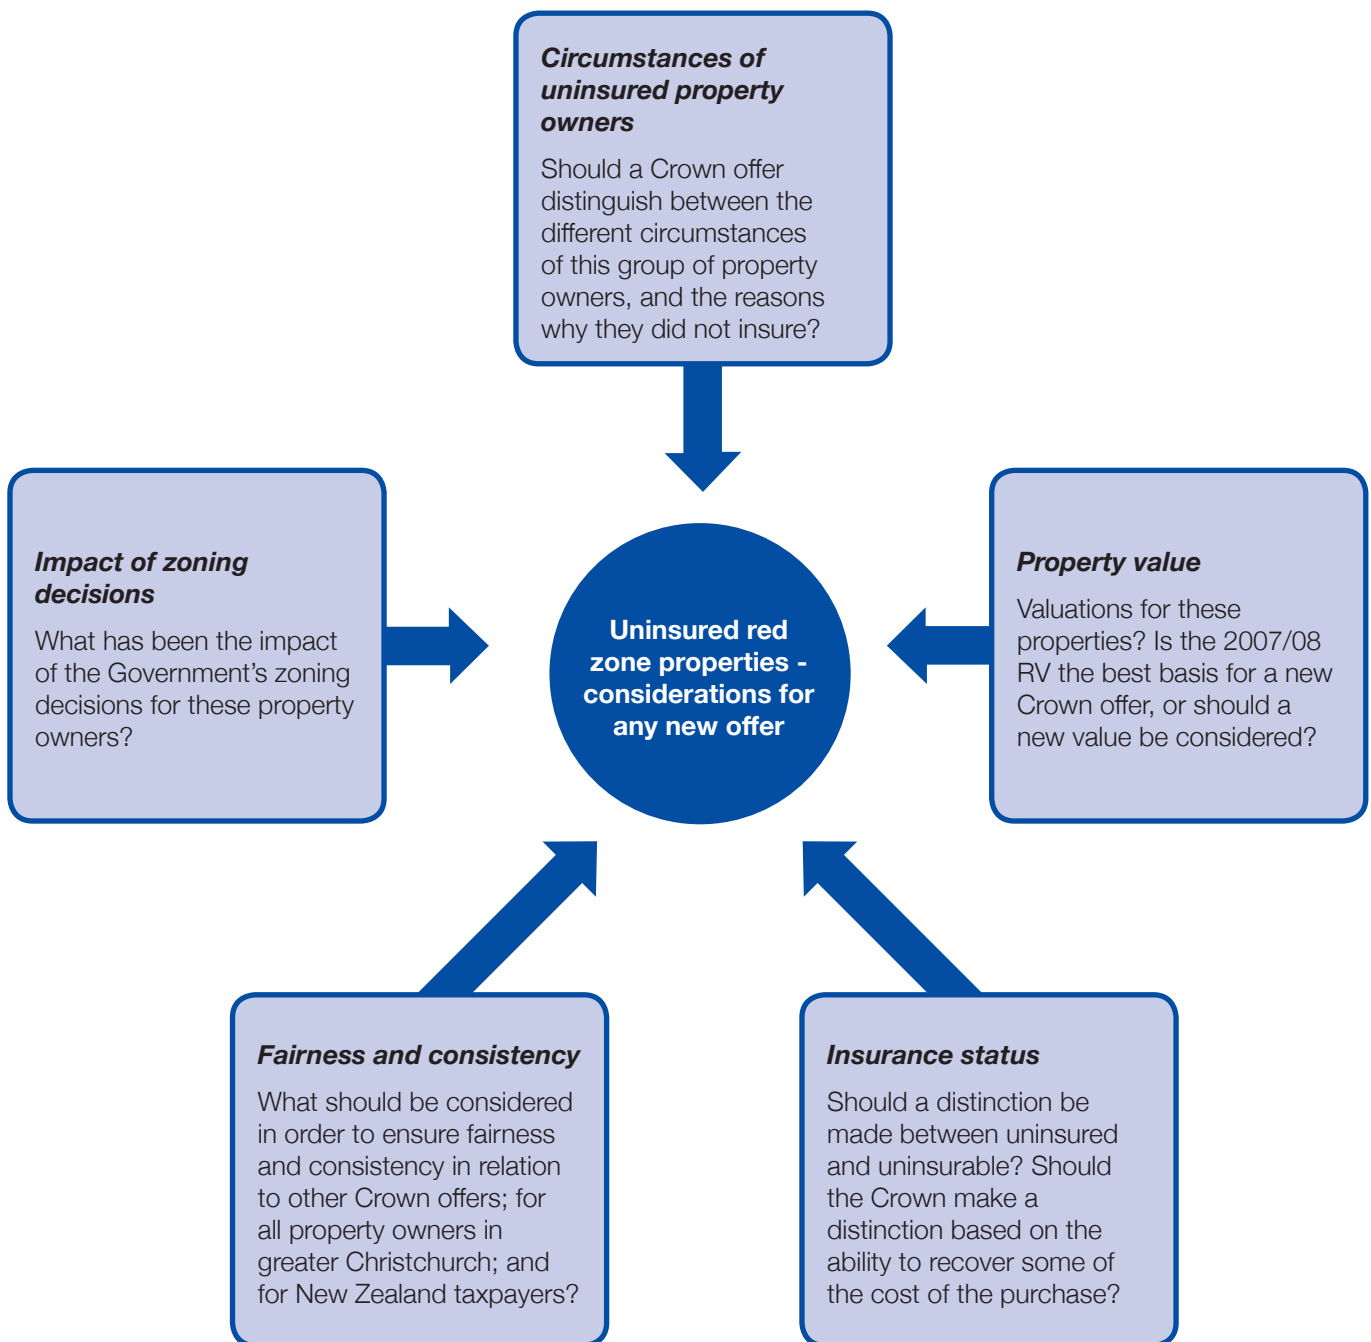 Circumstances of
uninsured property
owners
Should a Crown offer
distinguish between the
different circumstances
of this group of property
owners, and the reasons
why they did not insure?
Impact of zoning
decisions
What has been the impact
of the Government’s zoning
decisions for these property
owners?
Uninsured red
zone properties -
considerations for
any new offer
Property value
Valuations for these
properties? Is the 2007/08
RV the best basis for a new
Crown offer, or should a
new value be considered?
Fairness and consistency
What should be considered
in order to ensure fairness
and consistency in relation
to other Crown offers; for
all property owners in
greater Christchurch; and
for New Zealand taxpayers?
Insurance status
Should a distinction be
made between uninsured
and uninsurable? Should
the Crown make a
distinction based on the
ability to recover some of
the cost of the purchase?